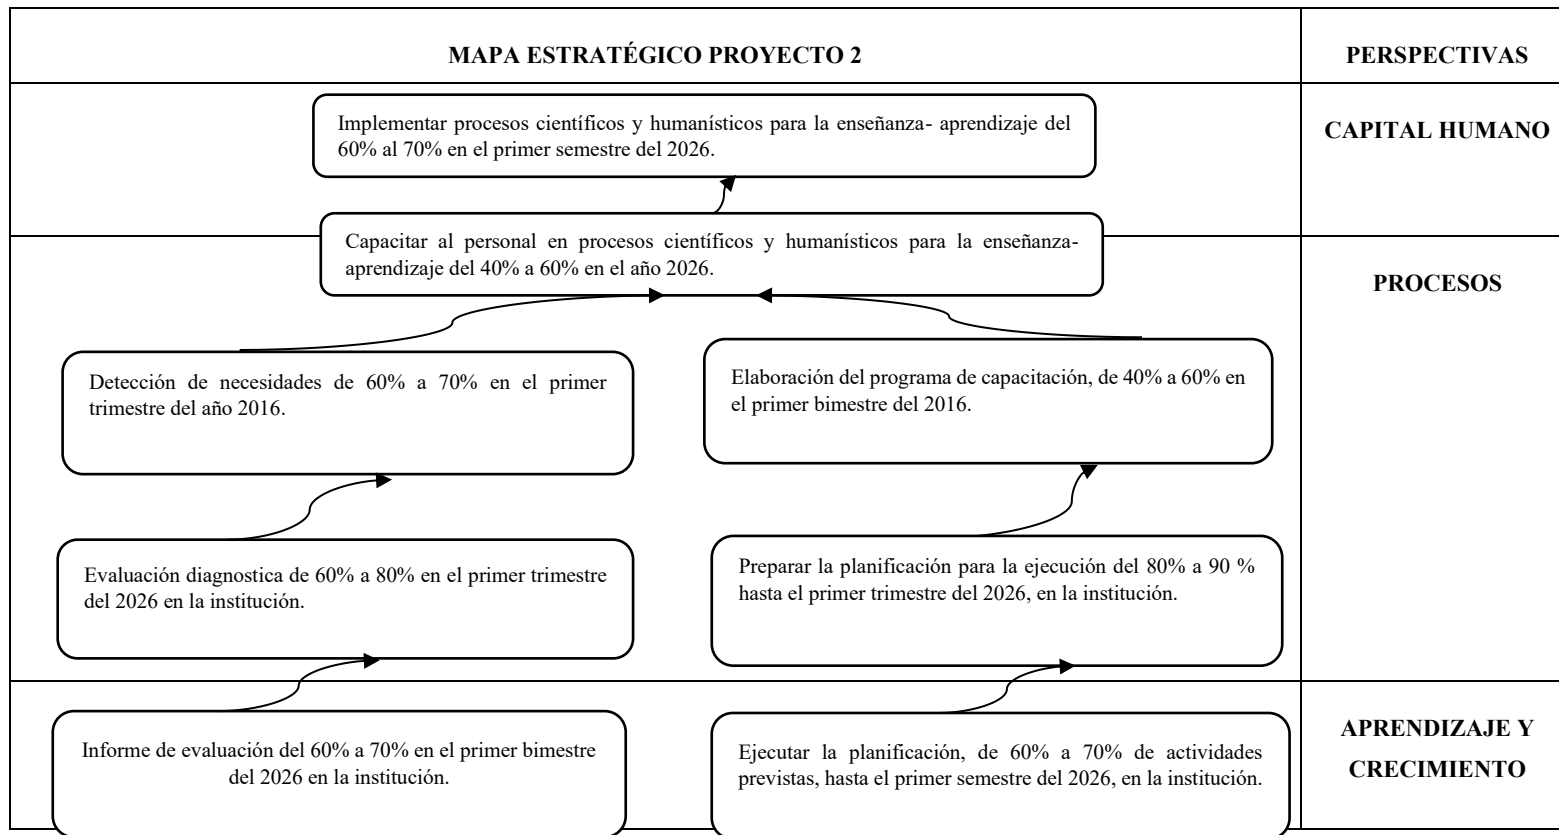 MAPA ESTRATÉGICO PROYECTO 2
PERSPECTIVAS
Implementar procesos científicos y humanísticos para la enseñanza- aprendizaje del
60% al 70% en el primer semestre del 2026.
CAPITAL HUMANO
Capacitar al personal en procesos científicos y humanísticos para la enseñanza-
aprendizaje del 40% a 60% en el año 2026.
PROCESOS
Detección de necesidades de 60% a 70% en el primer
trimestre del año 2016.
Elaboración del programa de capacitación, de 40% a 60% en
el primer bimestre del 2016.
Evaluación diagnostica de 60% a 80% en el primer trimestre
del 2026 en la institución.
Preparar la planificación para la ejecución del 80% a 90 %
hasta el primer trimestre del 2026, en la institución.
Informe de evaluación del 60% a 70% en el primer bimestre
del 2026 en la institución.
Ejecutar la planificación, de 60% a 70% de actividades
previstas, hasta el primer semestre del 2026, en la institución.
APRENDIZAJE Y
CRECIMIENTO